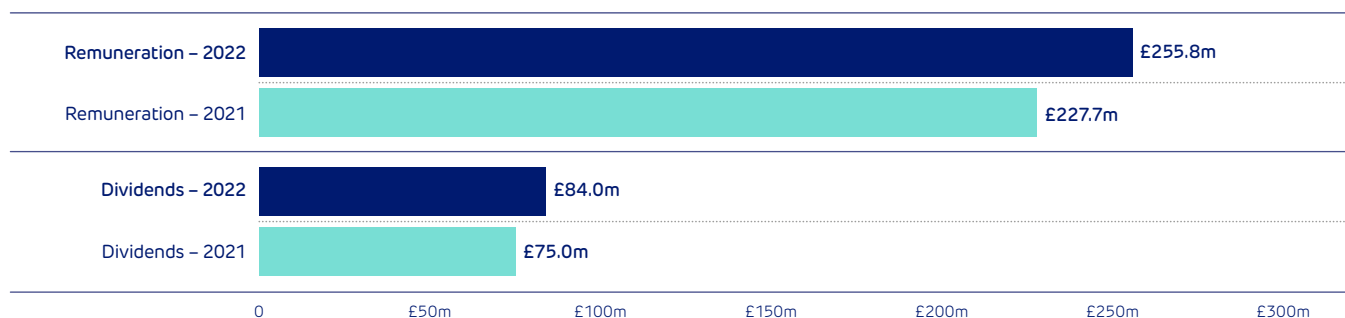 Remuneration – 2022 £255.8m
Remuneration – 2021 £227.7m
Dividends – 2022 £84.0m
Dividends – 2021 £75.0m
0 £50m £100m £150m £200m £250m £300m